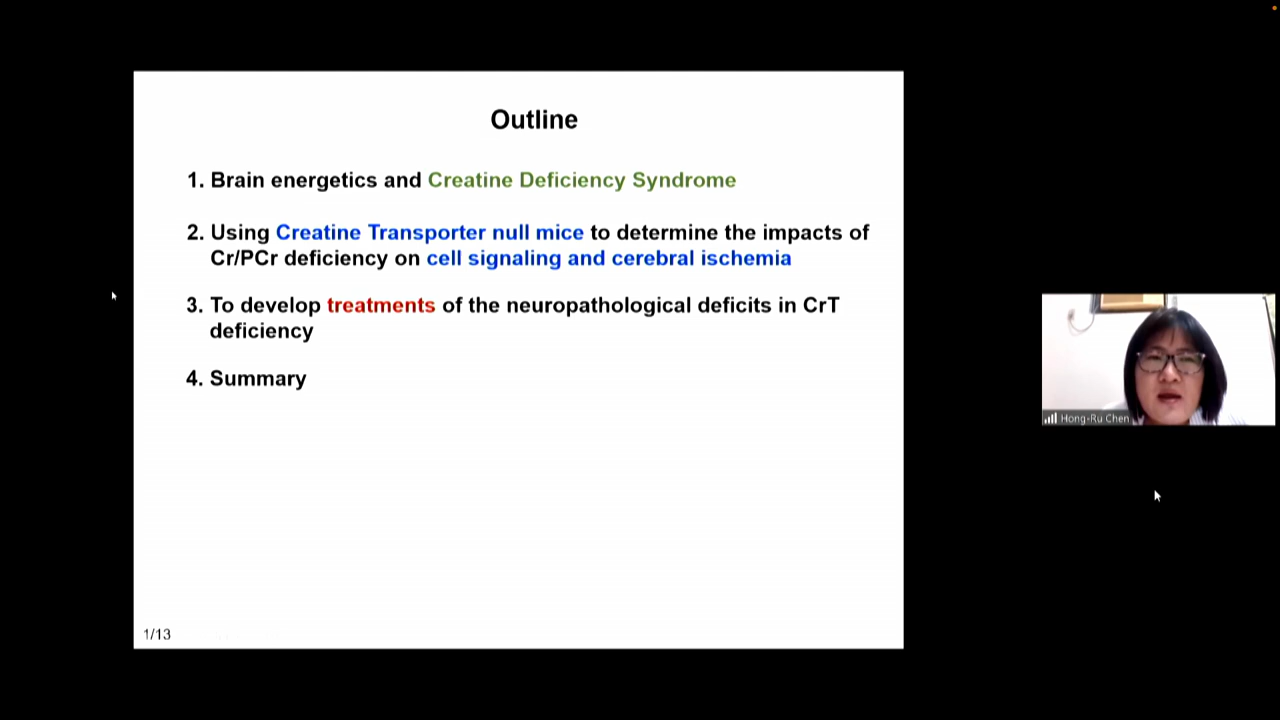 Outline
1. Brain energetics and Creatine Deficiency Syndrome
2. Using Creatine Transporter null mice to determine the impacts of
Cr/PCr deficiency on cell signaling and cerebral ischemia
3. To develop treatments of the neuropathological deficits in CrT
deficiency
4. Summary
1/13
Hong-Ru Chen